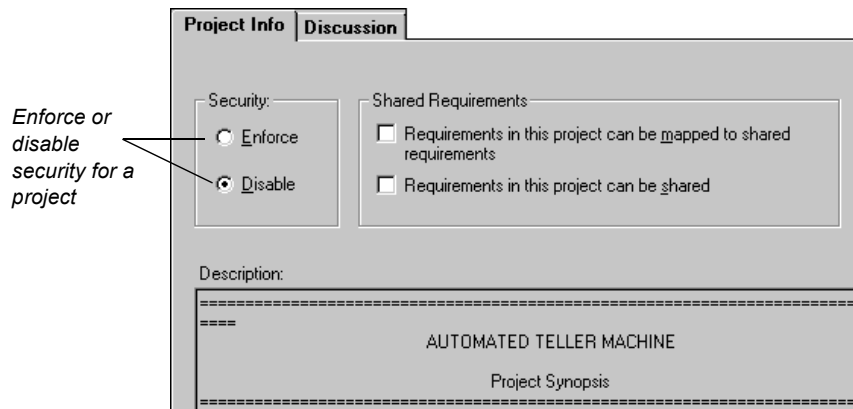 Project Info
Discussion
Enforce or
disable
security for a
project
Security:
Enforce
Disable
Shared Requirements
Requirements in this project can be mapped to shared
requirements
Requirements in this project can be shared
Description:
==========================================================================
====
AUTOMATED TELLER MACHINE
Project Synopsis
==========================================================================